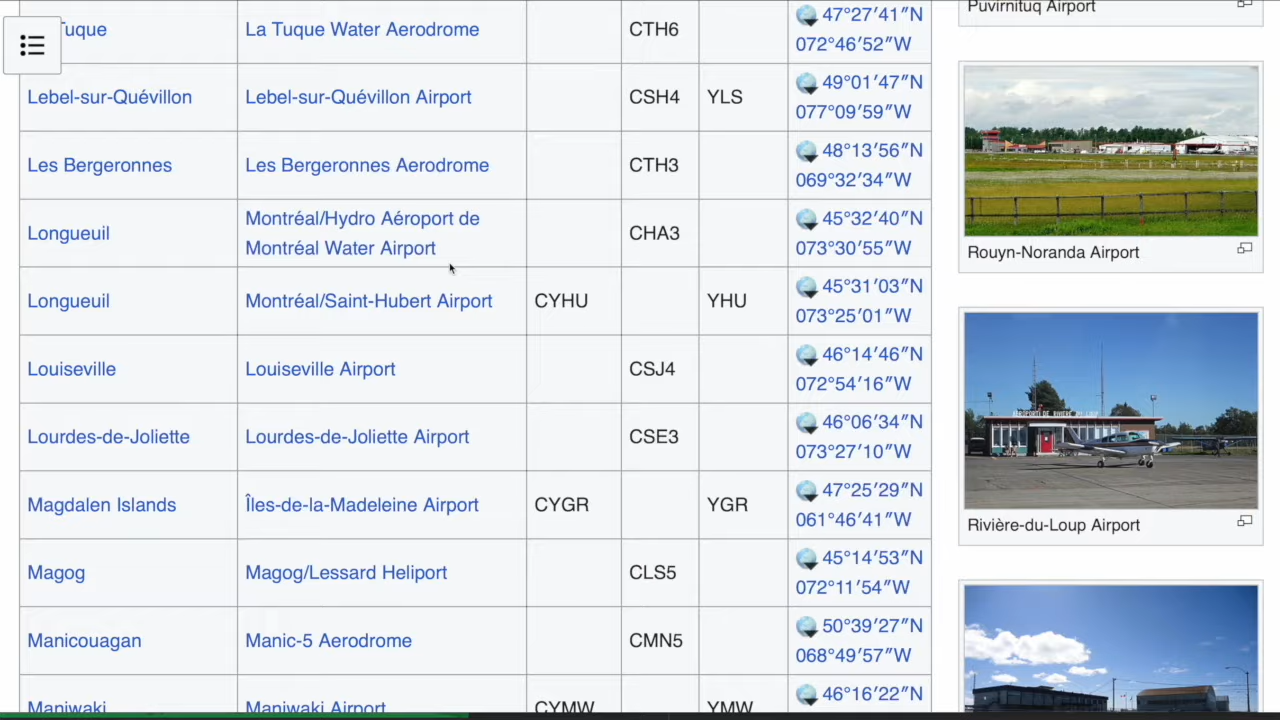 Tuque La Tuque Water Aerodrome CTH6 47°27′41″N
072°46′52″W
Lebel-sur-Quévillon Lebel-sur-Quévillon Airport CSH4 YLS 49°01′47″N
077°09′59″W
Les Bergeronnes Les Bergeronnes Aerodrome CTH3 48°13′56″N
069°32′34″W
Longueuil Montréal/Hydro Aéroport de
Montréal Water Airport CHA3 45°32′40″N
073°30′55″W
Longueuil Montréal/Saint-Hubert Airport CYHU YHU 45°31′03″N
073°25′01″W
Louiseville Louiseville Airport CSJ4 46°14′46″N
072°54′16″W
Lourdes-de-Joliette Lourdes-de-Joliette Airport CSE3 46°06′34″N
073°27′10″W
Magdalen Islands Îles-de-la-Madeleine Airport CYGR YGR 47°25′29″N
061°46′41″W
Magog Magog/Lessard Heliport CLS5 45°14′53″N
072°11′54″W
Manicouagan Manic-5 Aerodrome CMN5 50°39′27″N
068°49′57″W
Maniwaki Maniwaki Airport CYMW YMW 46°16′22″N
Puvirnituq Airport
Rouyn-Noranda Airport
Rivière-du-Loup Airport